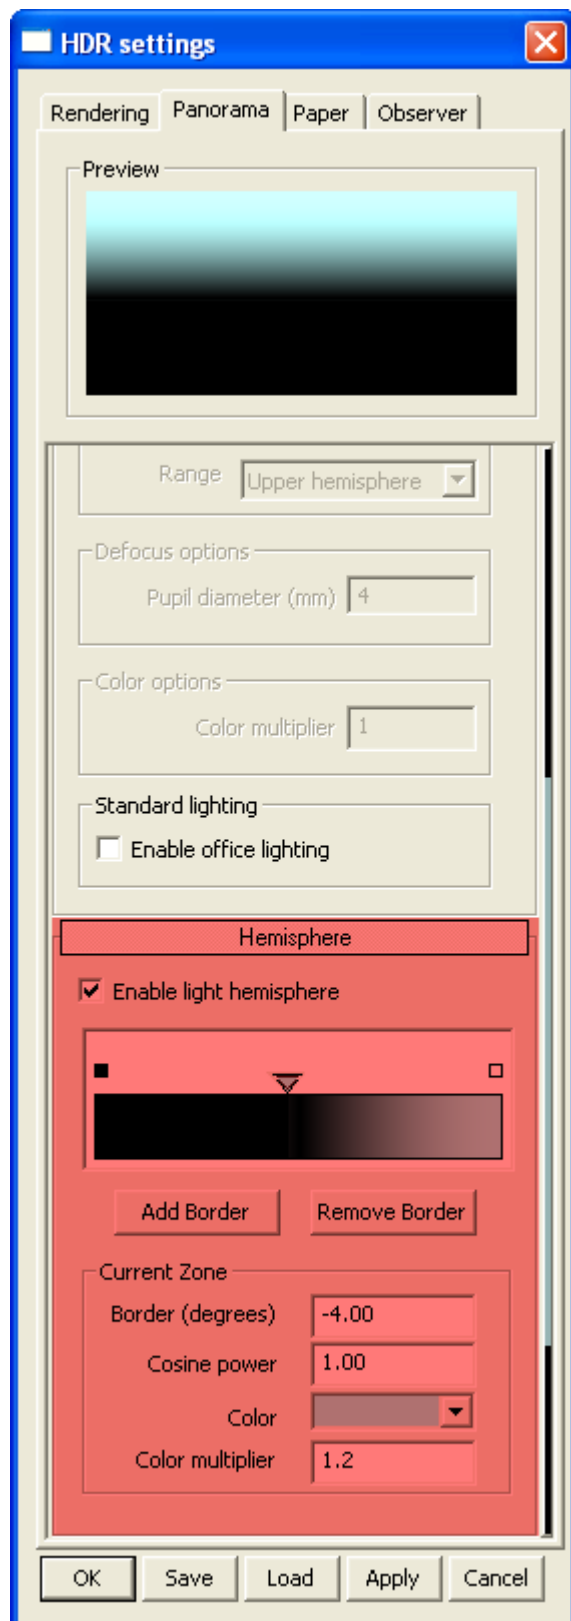 HDR settings
Rendering Panorama Paper Observer
Preview
Range Upper hemisphere
Defocus options
Pupil diameter (mm) 4
Color options
Color multiplier 1
Standard lighting
Enable office lighting
Hemisphere
Enable light hemisphere
Add Border Remove Border
Current Zone
Border (degrees) -4.00
Cosine power 1.00
Color
Color multiplier 1.2
OK Save Load Apply Cancel